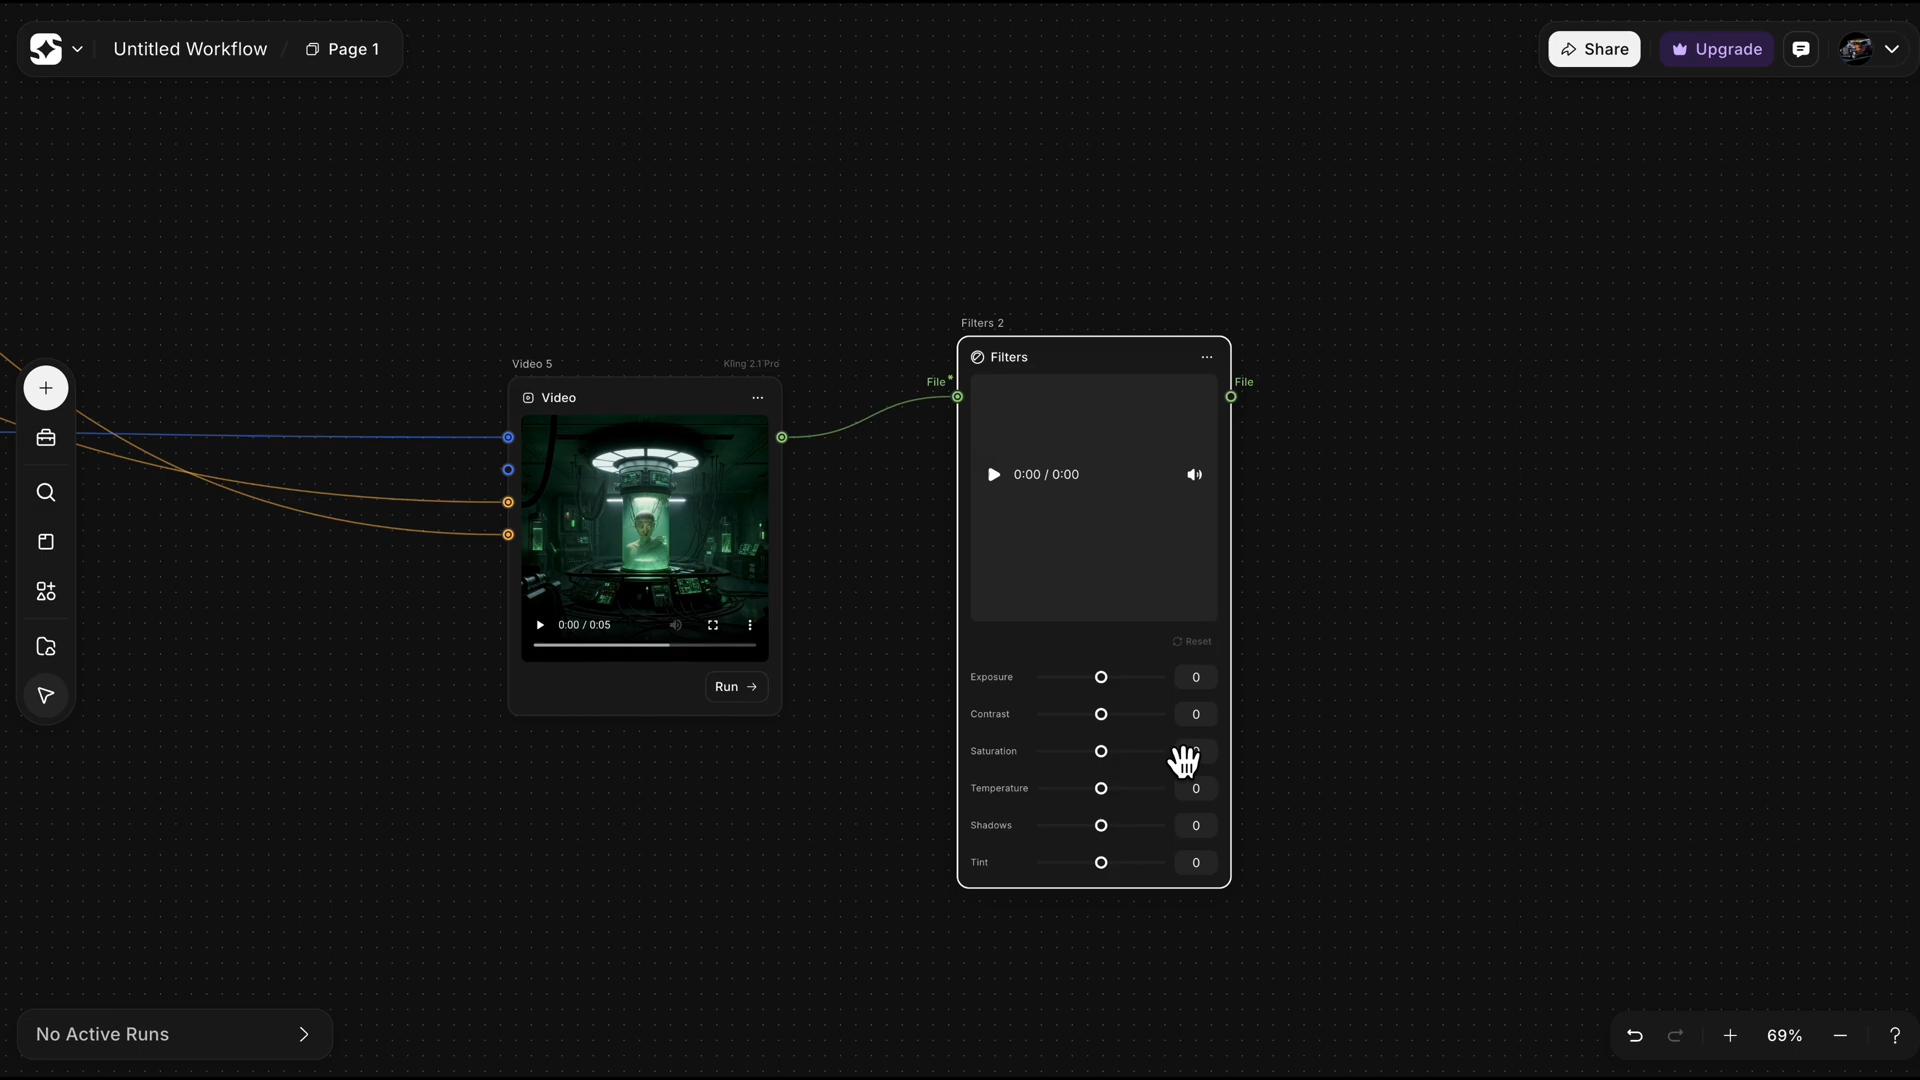 Untitled Workflow / Page 1
Share
Upgrade
Filters 2
Video 5
Kling 2.1 Pro
Filters
File*
File
Video
0:00 / 0:00
0:00 / 0:05
Reset
Run →
Exposure 0
Contrast 0
Saturation
Temperature 0
Shadows 0
Tint 0
No Active Runs
69%
?